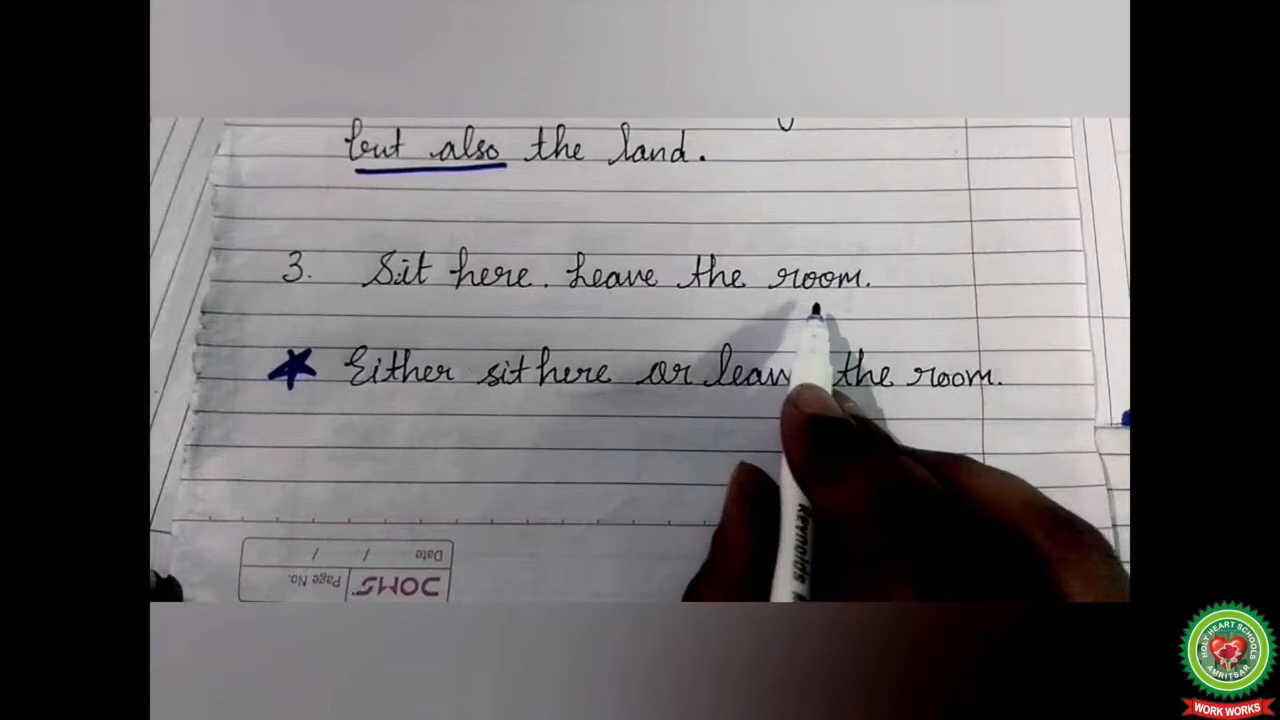 but also the land.
3. Sit here. Leave the room.
Either sit here or leave the room.
Date / /
Page No.
DOMS
Reynolds
HOLY HEART SCHOOLS
AMRITSAR
WORK WORKS